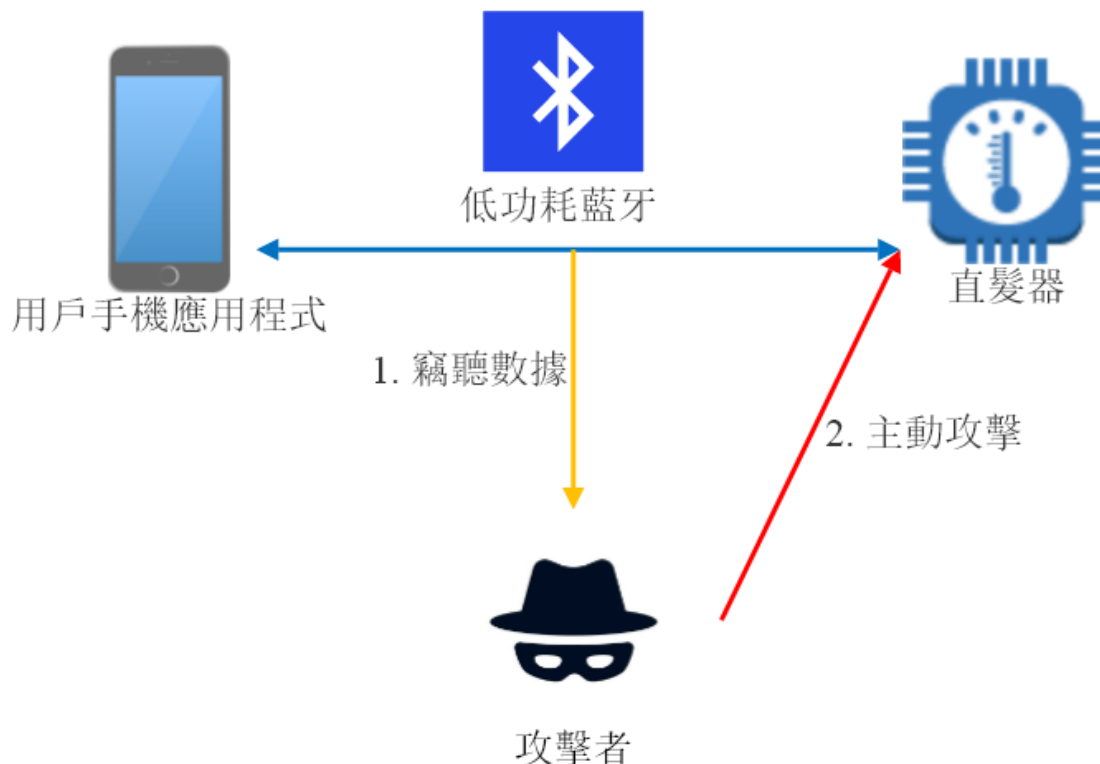 低功耗藍牙
直髮器
用戶手機應用程式
1. 竊聽數據
2. 主動攻擊
攻擊者